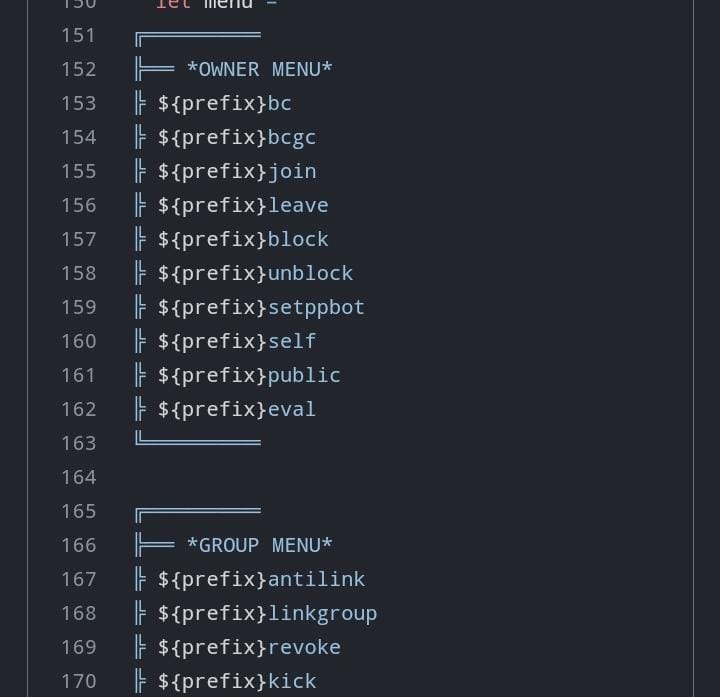 150 let menu =
151 ╔══════════
152 ╠═══ *OWNER MENU*
153 ╠ ${prefix}bc
154 ╠ ${prefix}bcgc
155 ╠ ${prefix}join
156 ╠ ${prefix}leave
157 ╠ ${prefix}block
158 ╠ ${prefix}unblock
159 ╠ ${prefix}setppbot
160 ╠ ${prefix}self
161 ╠ ${prefix}public
162 ╠ ${prefix}eval
163 ╚══════════
164
165 ╔══════════
166 ╠═══ *GROUP MENU*
167 ╠ ${prefix}antilink
168 ╠ ${prefix}linkgroup
169 ╠ ${prefix}revoke
170 ╠ ${prefix}kick